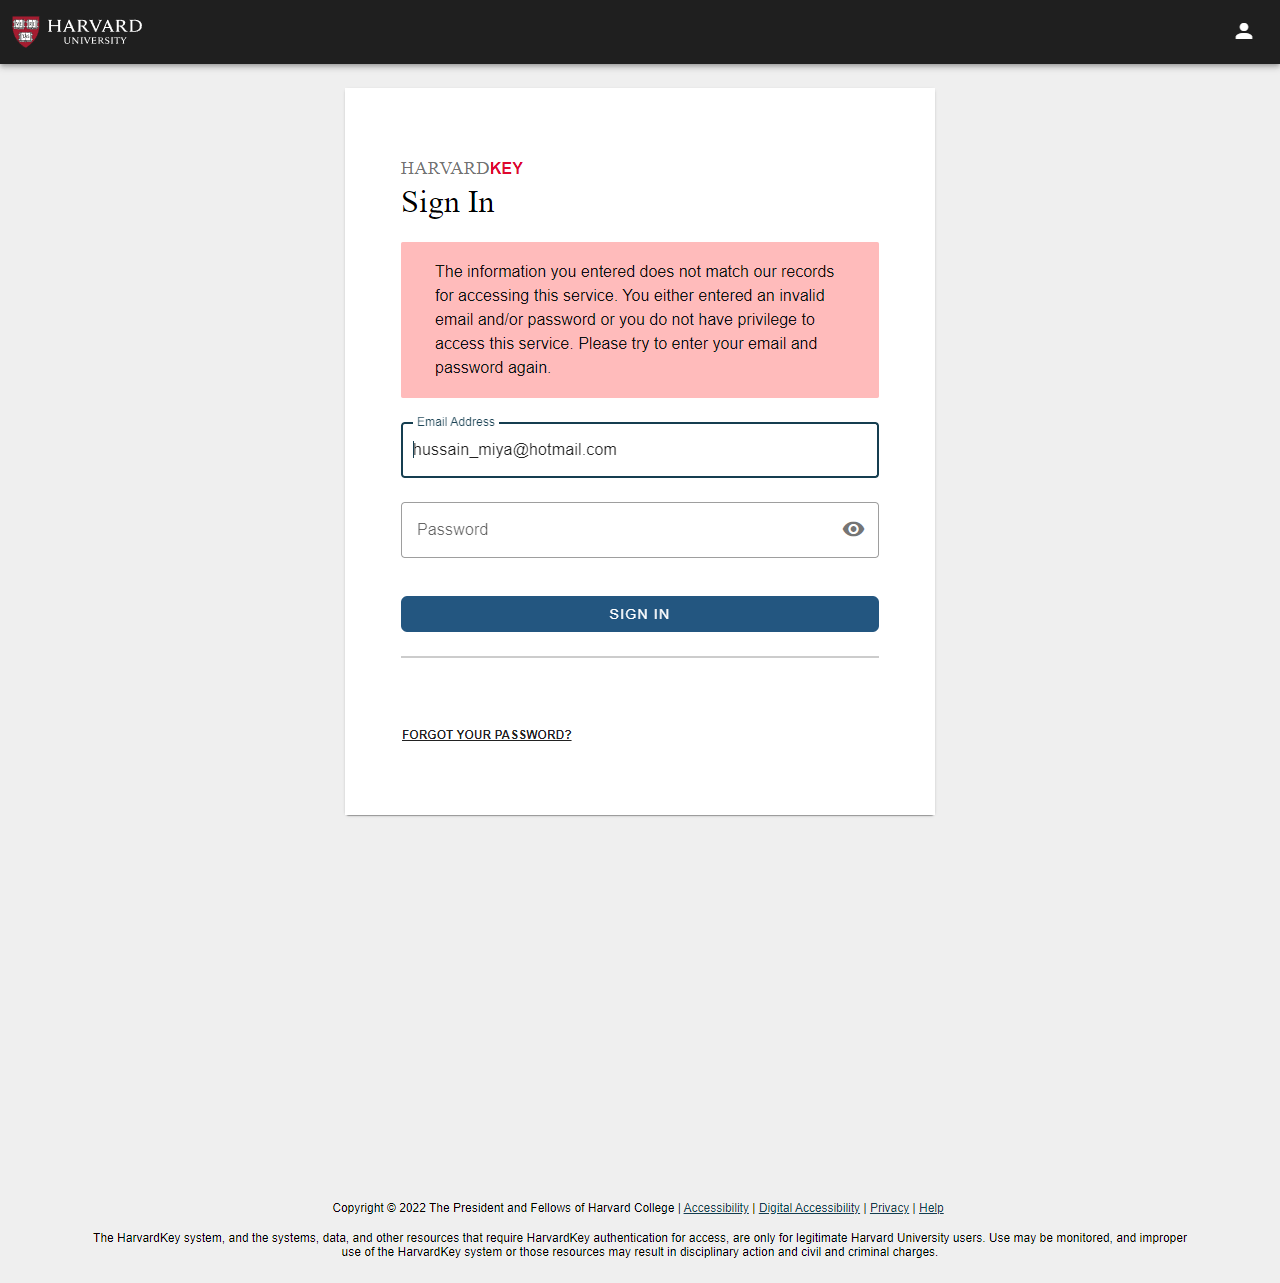 HARVARD
UNIVERSITY
HARVARDKEY
Sign In
The information you entered does not match our records
for accessing this service. You either entered an invalid
email and/or password or you do not have privilege to
access this service. Please try to enter your email and
password again.
Email Address
hussain_miya@hotmail.com
Password
SIGN IN
FORGOT YOUR PASSWORD?
Copyright © 2022 The President and Fellows of Harvard College | Accessibility | Digital Accessibility | Privacy | Help
The HarvardKey system, and the systems, data, and other resources that require HarvardKey authentication for access, are only for legitimate Harvard University users. Use may be monitored, and improper
use of the HarvardKey system or those resources may result in disciplinary action and civil and criminal charges.